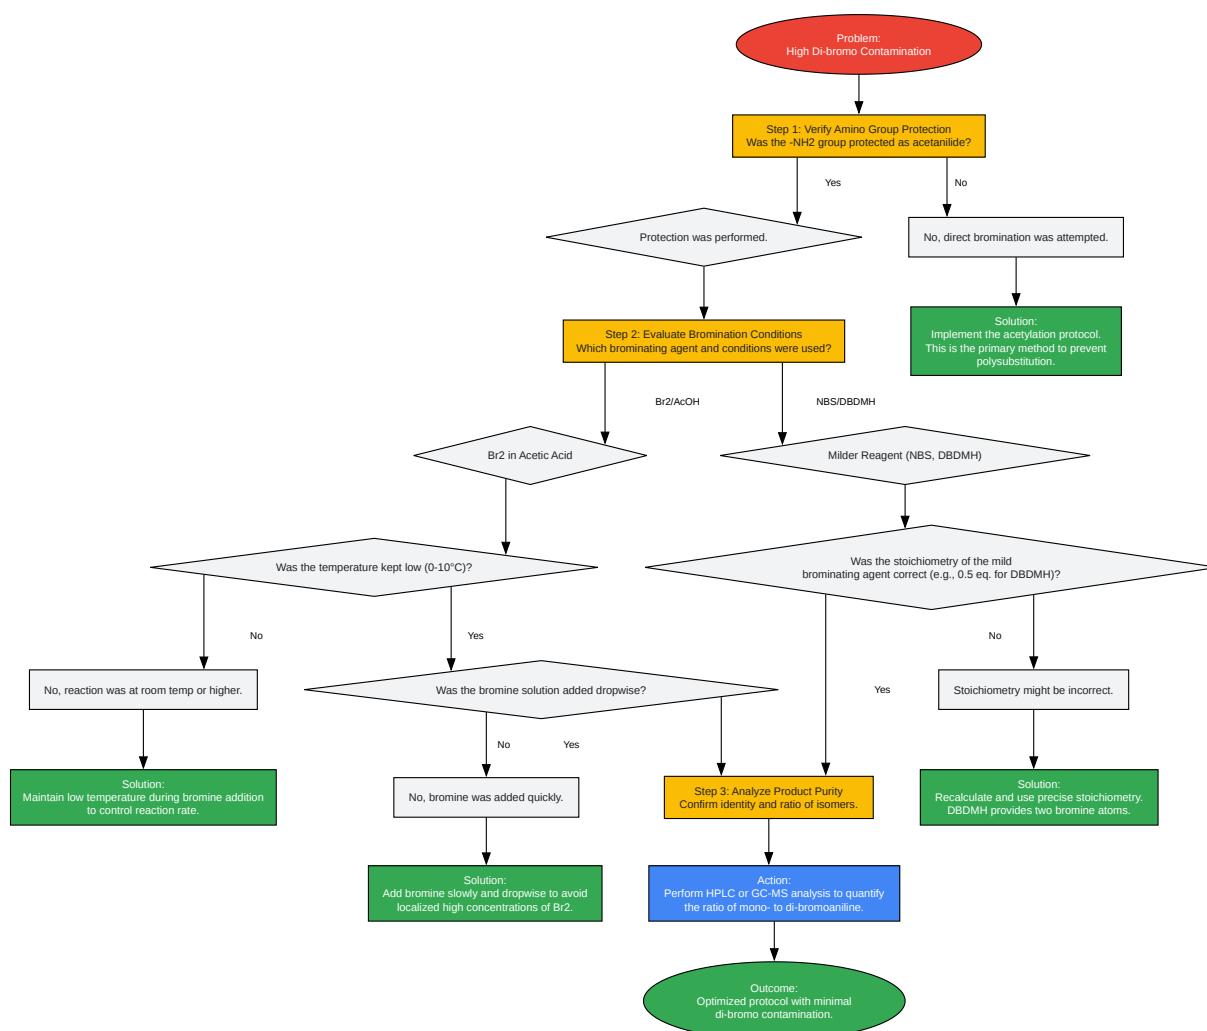 Problem:
High Di-bromo Contamination
Step 1: Verify Amino Group Protection
Was the -NH2 group protected as acetanilide?
Yes
No
Protection was performed.
No, direct bromination was attempted.
Solution:
Implement the acetylation protocol.
This is the primary method to prevent
polysubstitution.
Step 2: Evaluate Bromination Conditions
Which brominating agent and conditions were used?
Br2/AcOH
NBS/DBDMH
Br2 in Acetic Acid
Milder Reagent (NBS, DBDMH)
Was the temperature kept low (0-10°C)?
Was the stoichiometry of the mild
brominating agent correct (e.g., 0.5 eq. for DBDMH)?
No
Yes
No
No, reaction was at room temp or higher.
Was the bromine solution added dropwise?
Yes
Stoichiometry might be incorrect.
No
Yes
Solution:
Maintain low temperature during bromine addition
to control reaction rate.
No, bromine was added quickly.
Step 3: Analyze Product Purity
Confirm identity and ratio of isomers.
Solution:
Recalculate and use precise stoichiometry.
DBDMH provides two bromine atoms.
Solution:
Add bromine slowly and dropwise to avoid
localized high concentrations of Br2.
Action:
Perform HPLC or GC-MS analysis to quantify
the ratio of mono- to di-bromoaniline.
Outcome:
Optimized protocol with minimal
di-bromo contamination.